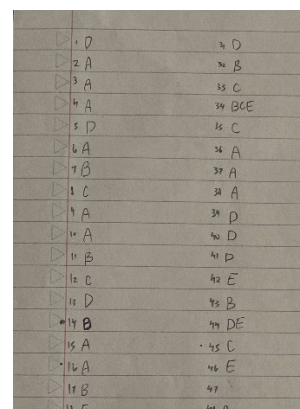 1 D
2 A
3 A
4 A
5 D
6 A
7 B
8 C
9 A
10 A
11 B
12 C
13 D
14 B
15 A
16 A
17 B
31 D
32 B
33 C
34 BCE
35 C
36 A
37 A
38 A
39 D
40 D
41 D
42 E
43 B
44 DE
45 C
46 E
47